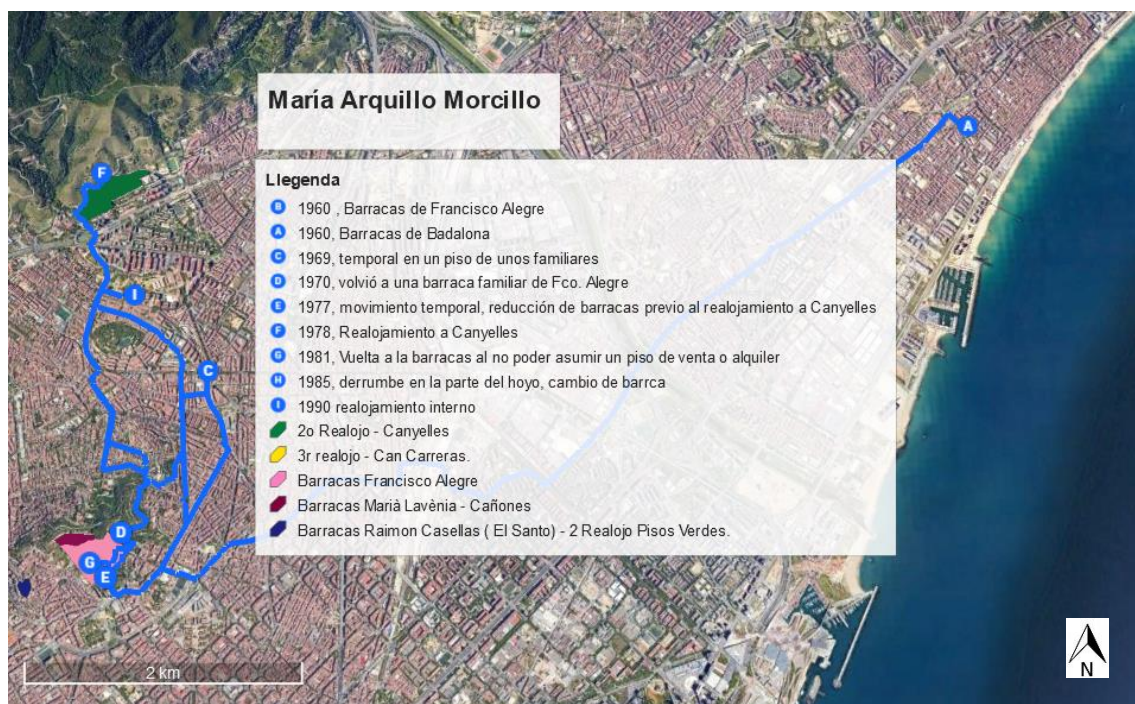 María Arquillo Morcillo
Llegenda
B 1960 , Barracas de Francisco Alegre
A 1960, Barracas de Badalona
C 1969, temporal en un piso de unos familiares
D 1970, volvió a una barraca familiar de Fco. Alegre
E 1977, movimiento temporal, reducción de barracas previo al realojamiento a Canyelles
F 1978, Realojamiento a Canyelles
G 1981, Vuelta a la barracas al no poder asumir un piso de venta o alquiler
H 1985, derrumbe en la parte del hoyo, cambio de barrca
I 1990 realojamiento interno
2o Realojo - Canyelles
3r realojo - Can Carreras.
Barracas Francisco Alegre
Barracas Marià Lavènia - Cañones
Barracas Raimon Casellas ( El Santo) - 2 Realojo Pisos Verdes.
A
F
I
C
D
G
E
2 km
N